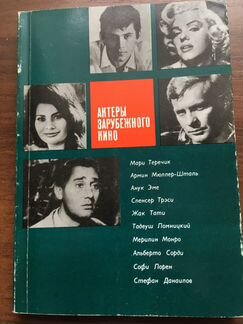 АКТЕРЫ
ЗАРУБЕЖНОГО
КИНО
Мари Теречик
Армин Мюллер-Шталь
Анук Эме
Спенсер Трэси
Жак Тати
Тадеуш Ломницкий
Мерилин Монро
Альберто Сорди
Софи Лорен
Стефан Данаилов